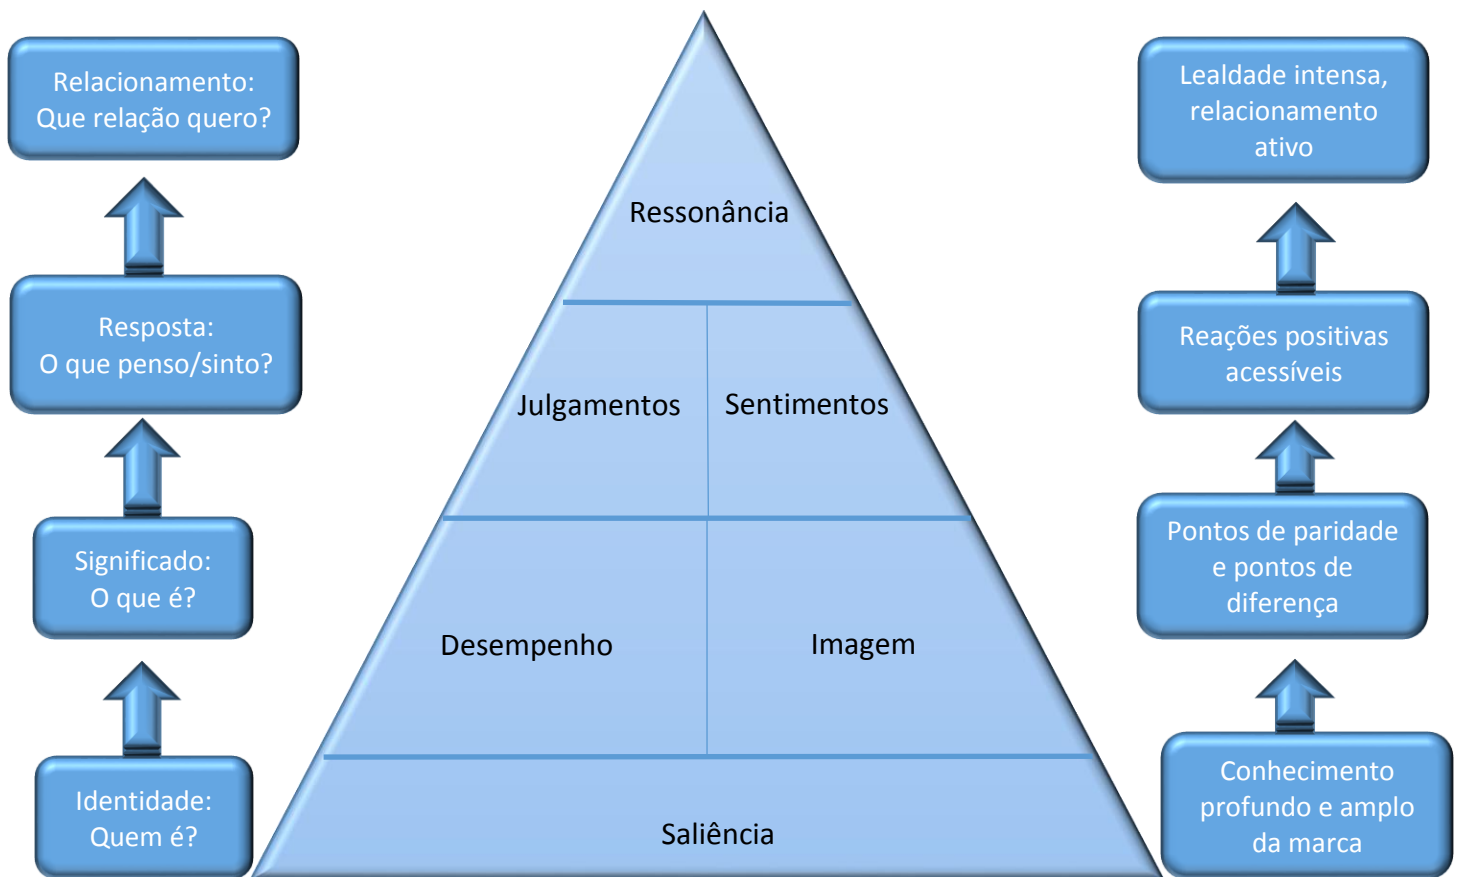 Relacionamento:
Que relação quero?
Resposta:
O que penso/sinto?
Significado:
O que é?
Identidade:
Quem é?
Ressonância
Julgamentos
Sentimentos
Desempenho
Imagem
Saliência
Lealdade intensa,
relacionamento
ativo
Reações positivas
acessíveis
Pontos de paridade
e pontos de
diferença
Conhecimento
profundo e amplo
da marca